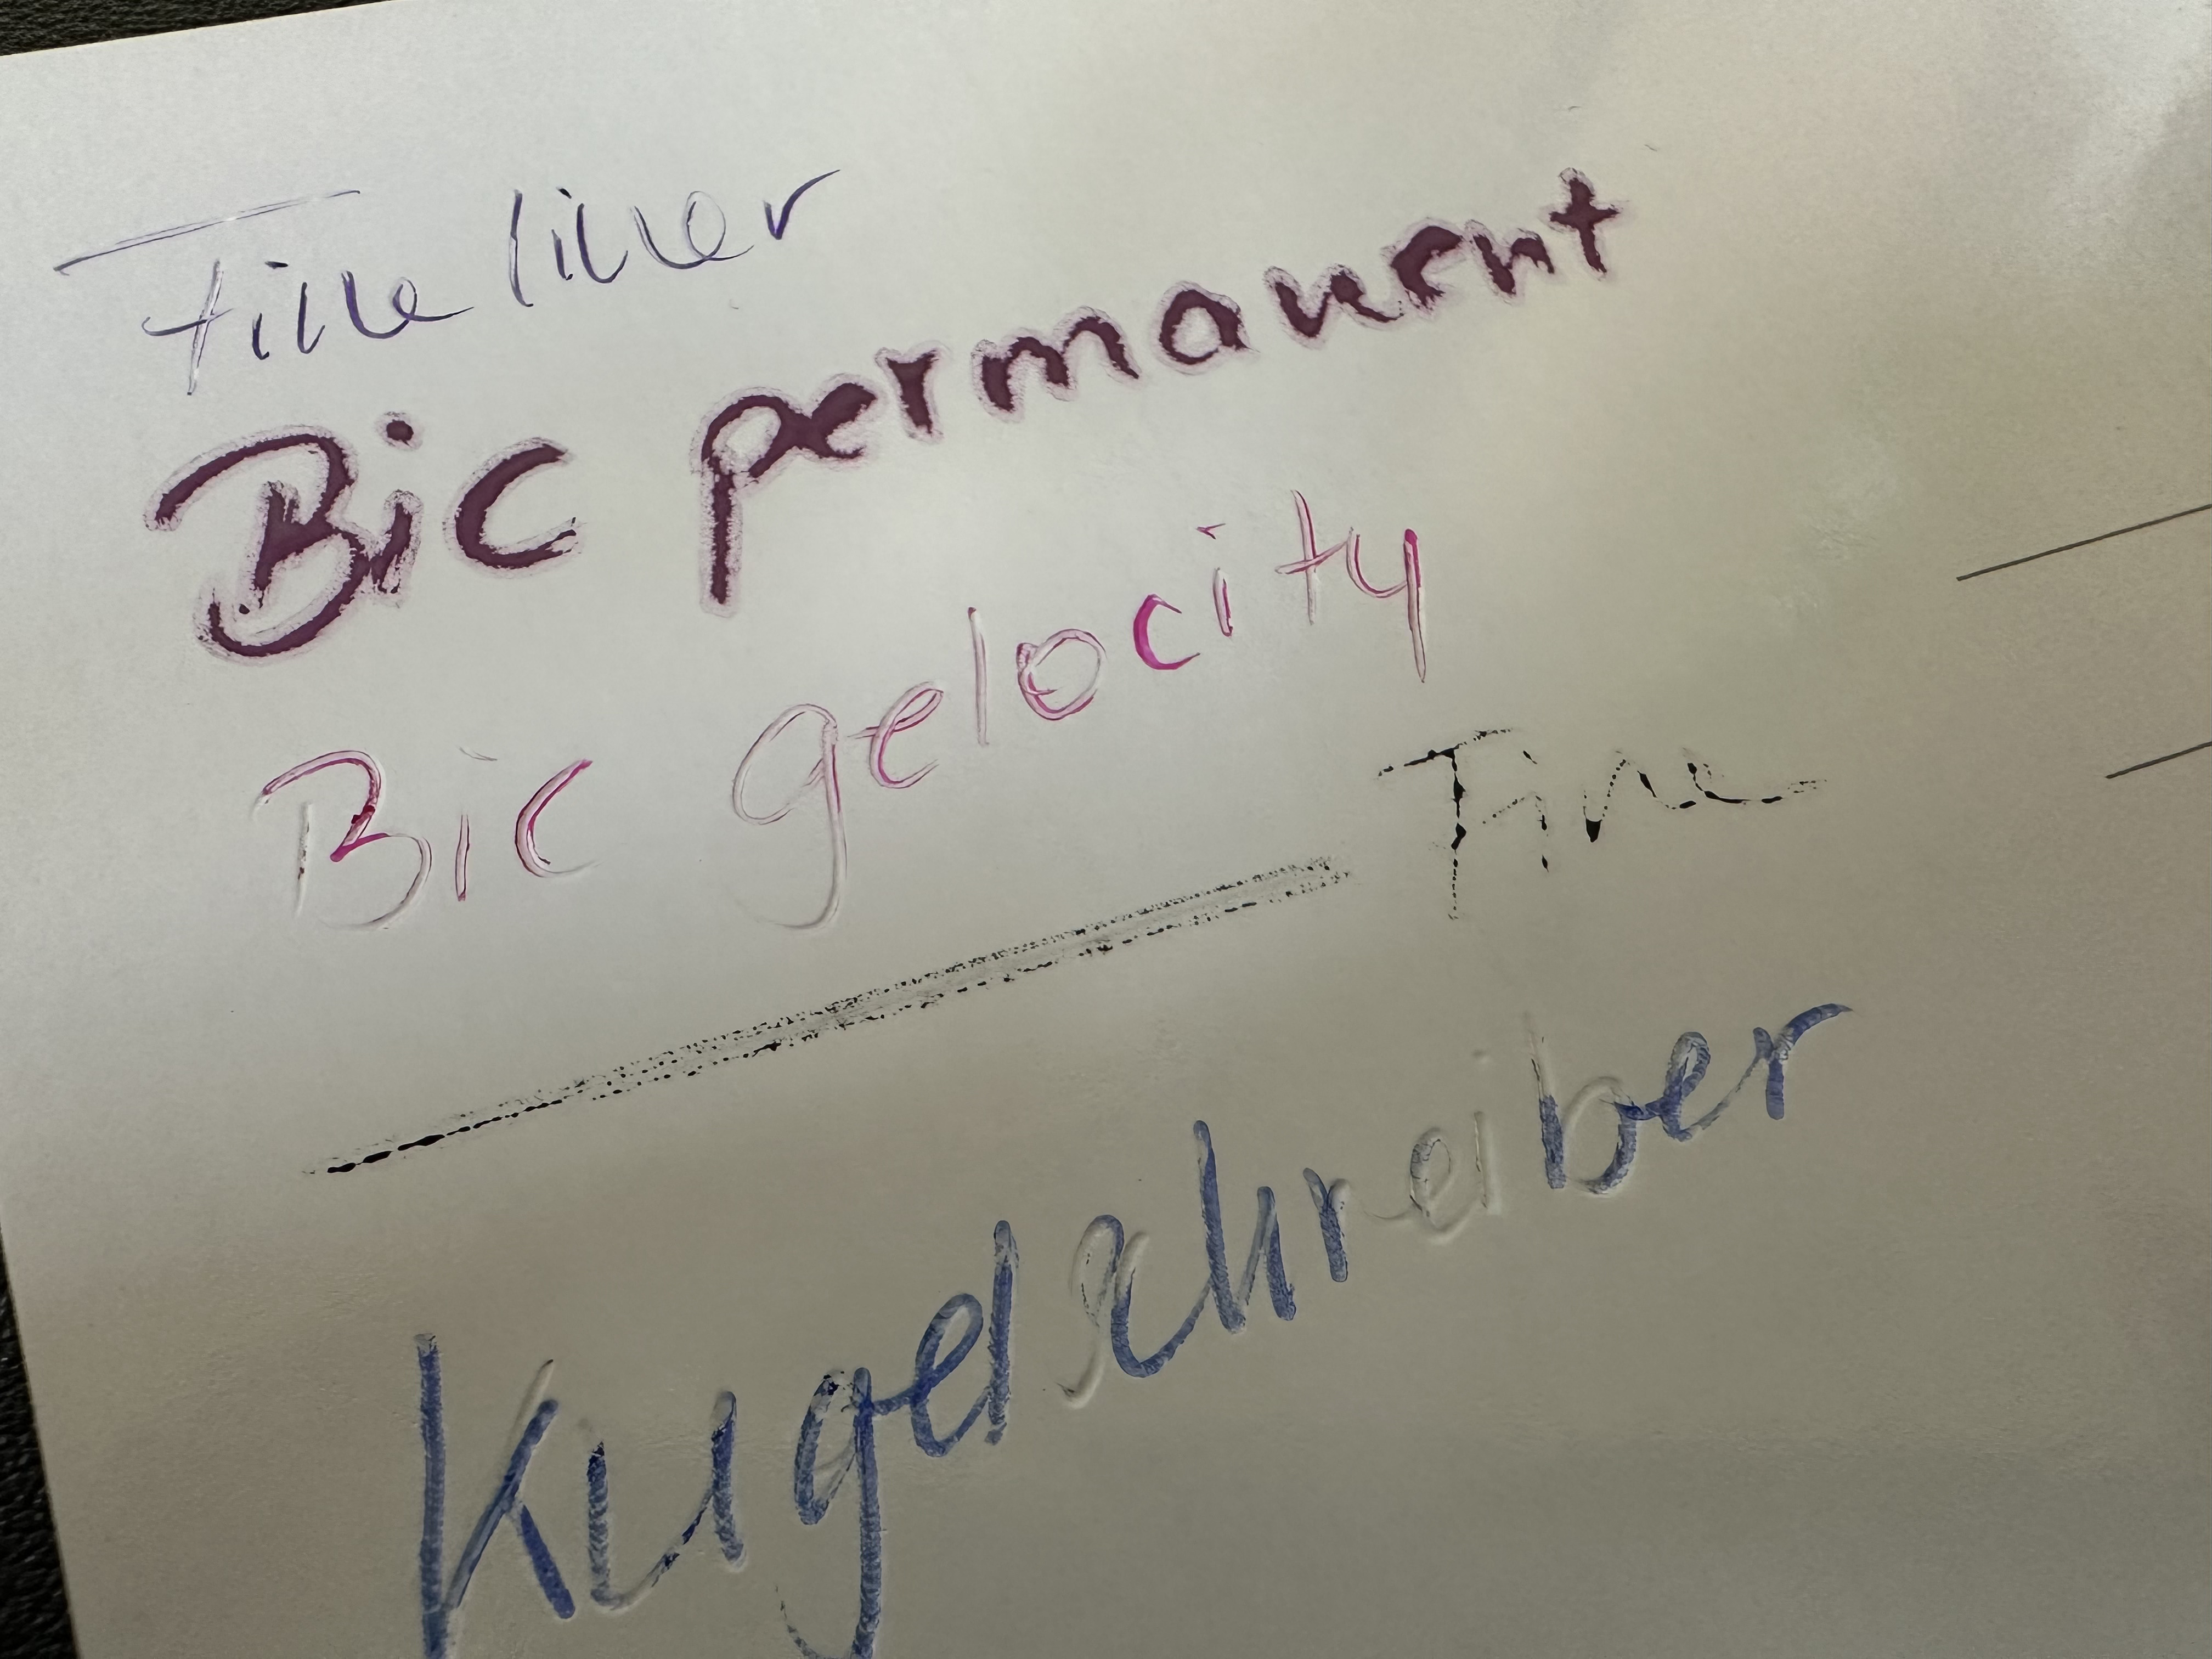 Fineliner
Bic permanent
Bic gelocity
Fine
Kugelschreiber